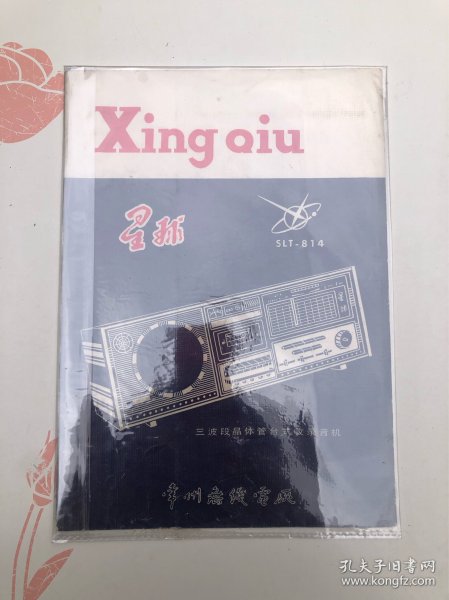 Xing qiu
星球
SLT-814
三波段晶体管台式收录音机
常州无线电厂
孔夫子旧书网
www.kongfz.com